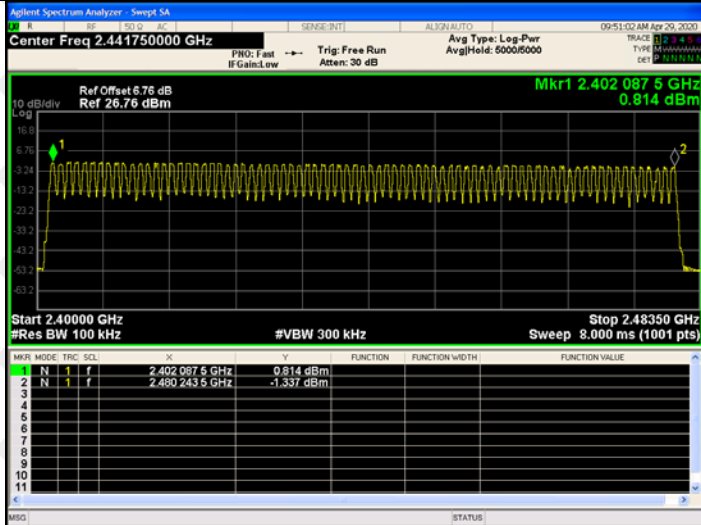 Agilent Spectrum Analyzer - Swept SA
R RF 50 Ω AC SENSE:INT ALIGN AUTO 09:51:02 AM Apr 29, 2020
Center Freq 2.441750000 GHz
PNO: Fast
IFGain:Low
Trig: Free Run
Atten: 30 dB
Avg Type: Log-Pwr
Avg|Hold: 5000/5000
TRACE 1 2 3 4 5 6
TYPE M
DET P N N N N N
Ref Offset 6.76 dB
10 dB/div Ref 26.76 dBm
Log
Mkr1 2.402 087 5 GHz
0.814 dBm
16.8
6.76
-3.24
-13.2
-23.2
-33.2
-43.2
-53.2
-63.2
1
2
Start 2.40000 GHz Stop 2.48350 GHz
#Res BW 100 kHz #VBW 300 kHz Sweep 8.000 ms (1001 pts)
MKR MODE TRC SCL X Y FUNCTION FUNCTION WIDTH FUNCTION VALUE
1 N 1 f 2.402 087 5 GHz 0.814 dBm
2 N 1 f 2.480 243 5 GHz -1.337 dBm
3
4
5
6
7
8
9
10
11
MSG STATUS